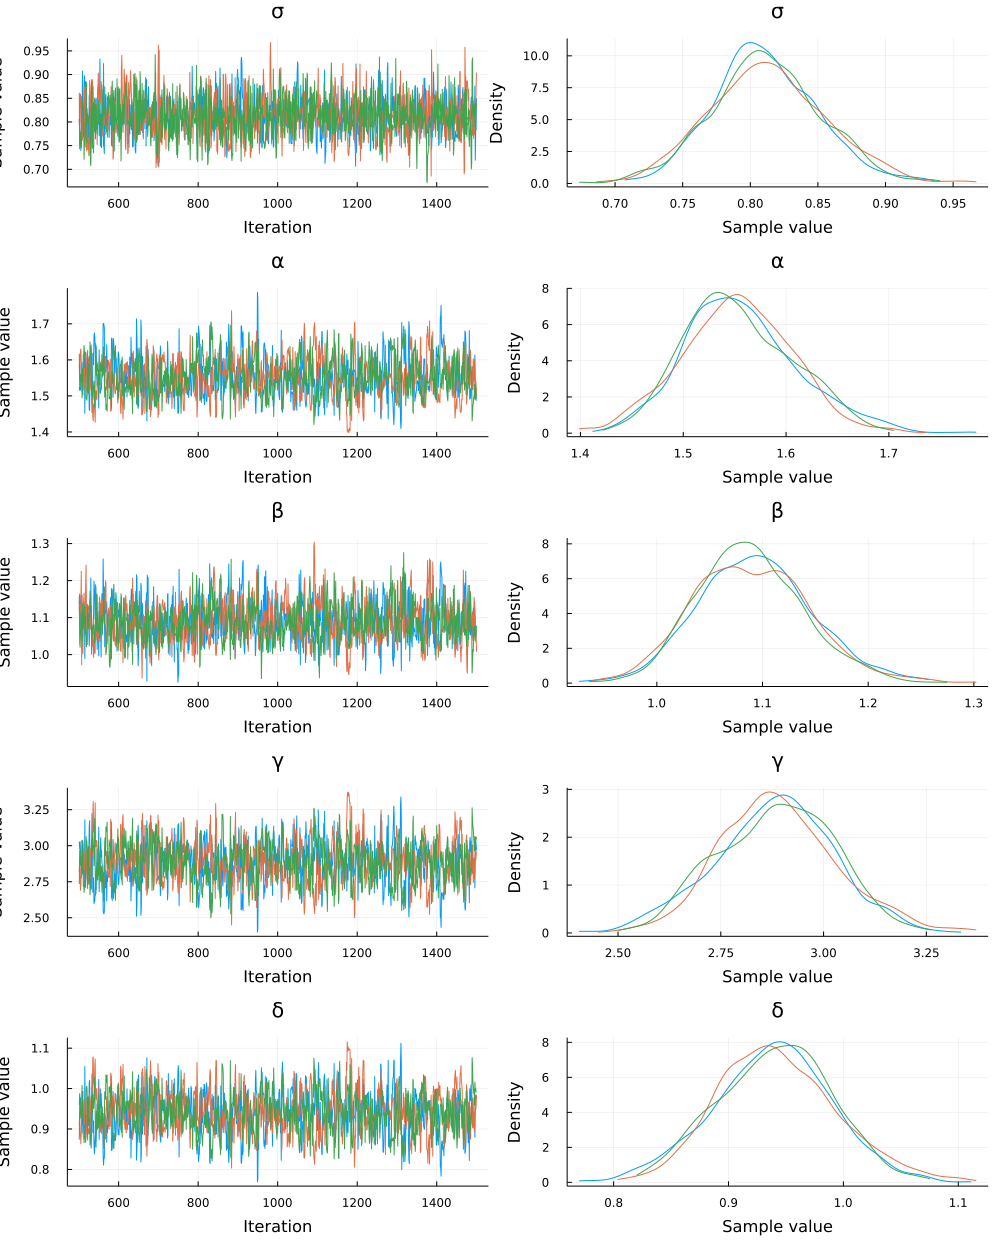 σ
σ
0.95
0.90
0.85
0.80
0.75
0.70
600 800 1000 1200 1400
Iteration
Density
10.0
7.5
5.0
2.5
0.0
0.70 0.75 0.80 0.85 0.90 0.95
Sample value
α
α
Sample value
1.7
1.6
1.5
1.4
600 800 1000 1200 1400
Iteration
Density
8
6
4
2
0
1.4 1.5 1.6 1.7
Sample value
β
β
Sample value
1.3
1.2
1.1
1.0
600 800 1000 1200 1400
Iteration
Density
8
6
4
2
0
1.0 1.1 1.2 1.3
Sample value
γ
γ
Sample value
3.25
3.00
2.75
2.50
600 800 1000 1200 1400
Iteration
Density
3
2
1
0
2.50 2.75 3.00 3.25
Sample value
δ
δ
Sample value
1.1
1.0
0.9
0.8
600 800 1000 1200 1400
Iteration
Density
8
6
4
2
0
0.8 0.9 1.0 1.1
Sample value